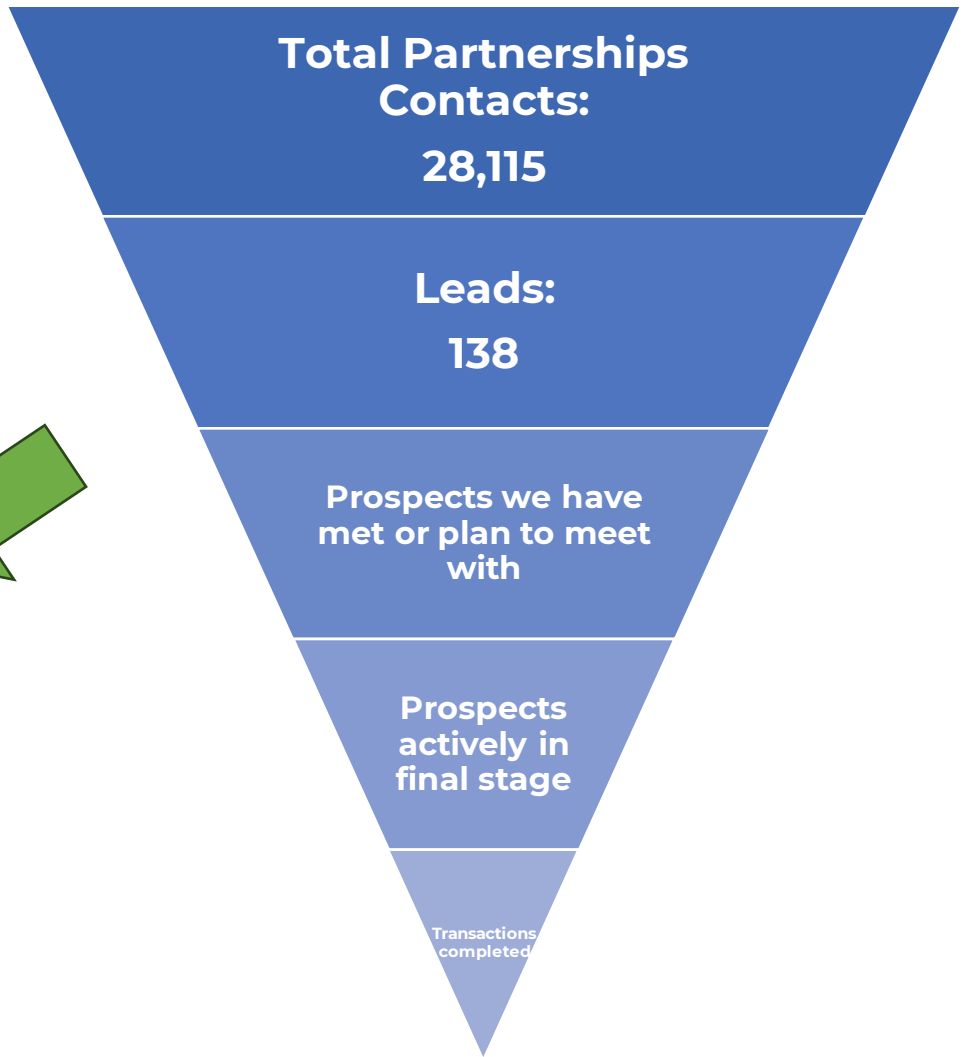 Total Partnerships
Contacts:
28,115
Leads:
138
Prospects we have
met or plan to meet
with
Prospects
actively in
final stage
Transactions
completed